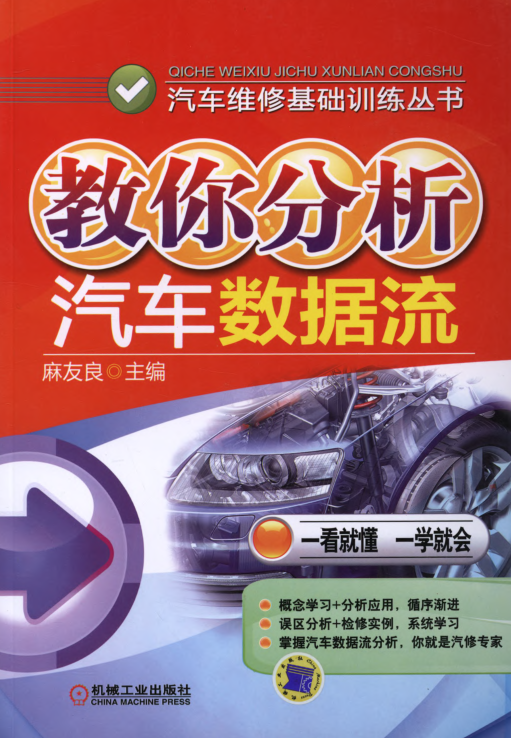 QICHE WEIXIU JICHU XUNLIAN CONGSHU
汽车维修基础训练丛书
教你分析
汽车数据流
麻友良◎主编
一看就懂 一学就会
概念学习+分析应用，循序渐进
误区分析+检修实例，系统学习
掌握汽车数据流分析，你就是汽修专家
机械工业出版社
CHINA MACHINE PRESS